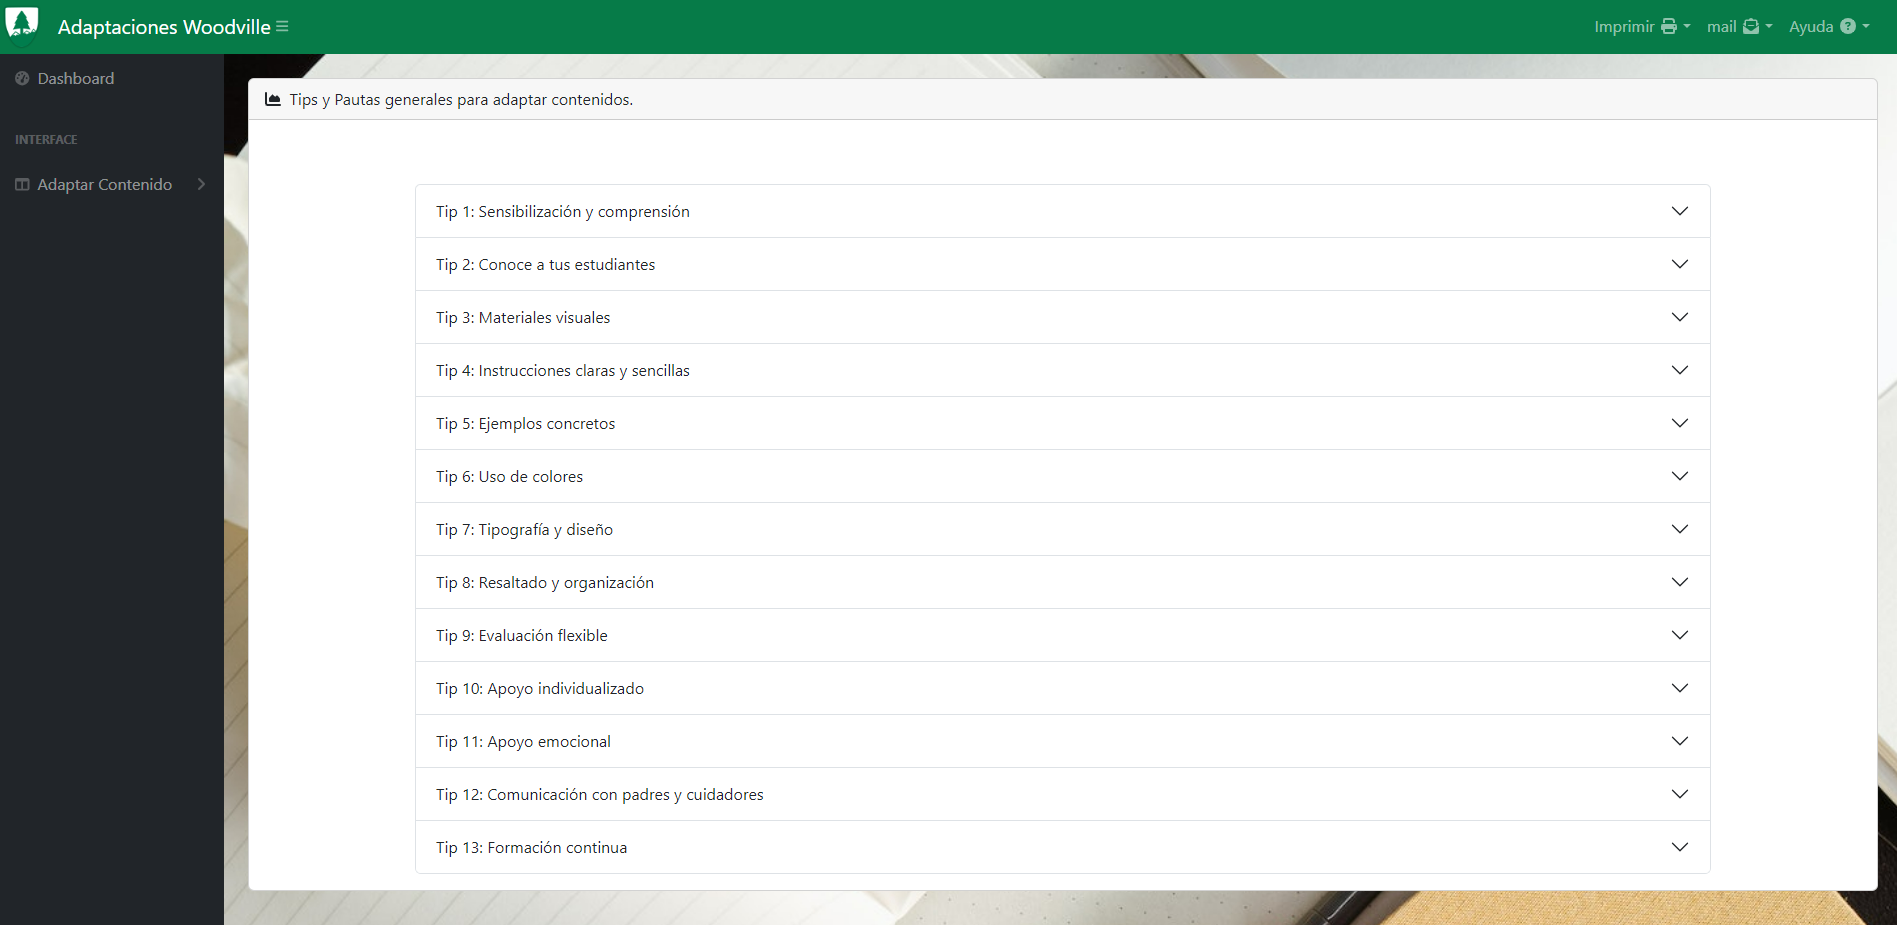 Adaptaciones Woodville
Imprimir mail Ayuda
Dashboard
INTERFACE
Adaptar Contenido
Tips y Pautas generales para adaptar contenidos.
Tip 1: Sensibilización y comprensión
Tip 2: Conoce a tus estudiantes
Tip 3: Materiales visuales
Tip 4: Instrucciones claras y sencillas
Tip 5: Ejemplos concretos
Tip 6: Uso de colores
Tip 7: Tipografía y diseño
Tip 8: Resaltado y organización
Tip 9: Evaluación flexible
Tip 10: Apoyo individualizado
Tip 11: Apoyo emocional
Tip 12: Comunicación con padres y cuidadores
Tip 13: Formación continua